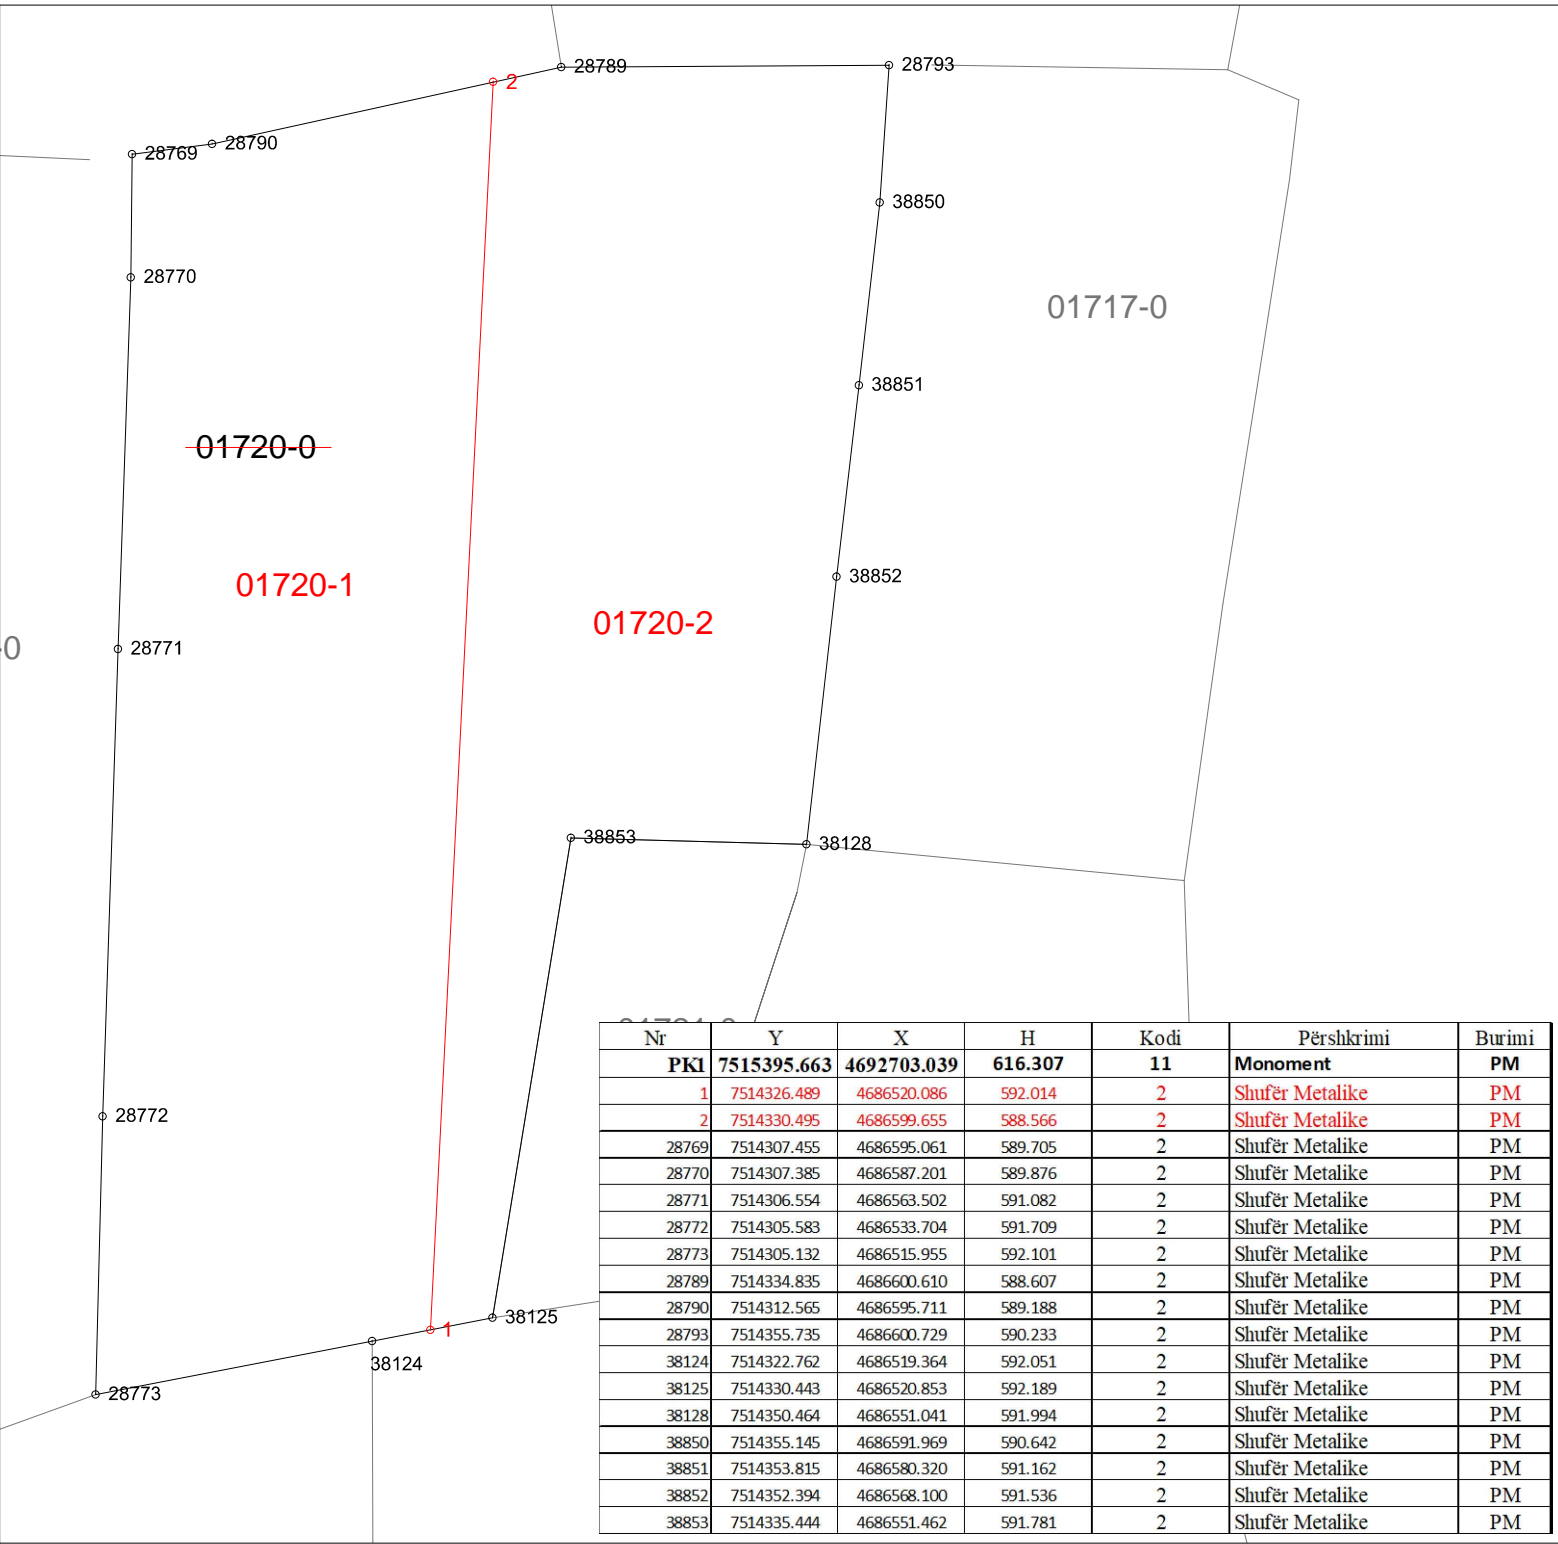 28789
28793
2
28769
28790
38850
28770
01717-0
38851
01720-0
38852
01720-1
01720-2
28771
-0
38853
38128
28772
38125
1
38124
28773
Nr Y X H Kodi Përshkrimi Burimi
PK1 7515395.663 4692703.039 616.307 11 Monoment PM
1 7514326.489 4686520.086 592.014 2 Shufër Metalike PM
2 7514330.495 4686599.655 588.566 2 Shufër Metalike PM
28769 7514307.455 4686595.061 589.705 2 Shufër Metalike PM
28770 7514307.385 4686587.201 589.876 2 Shufër Metalike PM
28771 7514306.554 4686563.502 591.082 2 Shufër Metalike PM
28772 7514305.583 4686533.704 591.709 2 Shufër Metalike PM
28773 7514305.132 4686515.955 592.101 2 Shufër Metalike PM
28789 7514334.835 4686600.610 588.607 2 Shufër Metalike PM
28790 7514312.565 4686595.711 589.188 2 Shufër Metalike PM
28793 7514355.735 4686600.729 590.233 2 Shufër Metalike PM
38124 7514322.762 4686519.364 592.051 2 Shufër Metalike PM
38125 7514330.443 4686520.853 592.189 2 Shufër Metalike PM
38128 7514350.464 4686551.041 591.994 2 Shufër Metalike PM
38850 7514355.145 4686591.969 590.642 2 Shufër Metalike PM
38851 7514353.815 4686580.320 591.162 2 Shufër Metalike PM
38852 7514352.394 4686568.100 591.536 2 Shufër Metalike PM
38853 7514335.444 4686551.462 591.781 2 Shufër Metalike PM